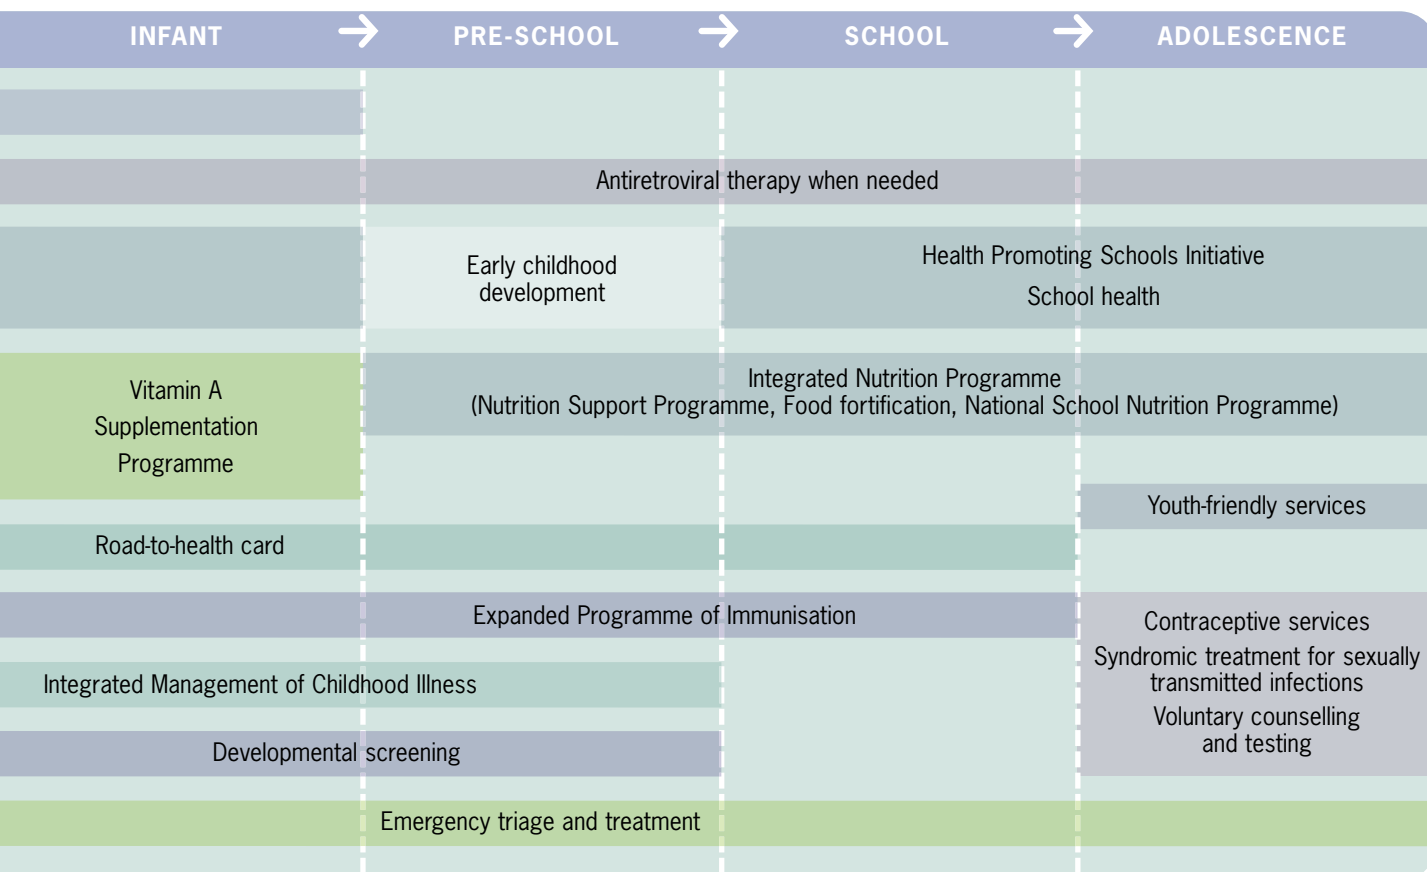 INFANT → PRE-SCHOOL → SCHOOL → ADOLESCENCE
Antiretroviral therapy when needed
Early childhood
development
Health Promoting Schools Initiative
School health
Vitamin A
Supplementation
Programme
Integrated Nutrition Programme
(Nutrition Support Programme, Food fortification, National School Nutrition Programme)
Youth-friendly services
Road-to-health card
Expanded Programme of Immunisation
Contraceptive services
Syndromic treatment for sexually
transmitted infections
Voluntary counselling
and testing
Integrated Management of Childhood Illness
Developmental screening
Emergency triage and treatment